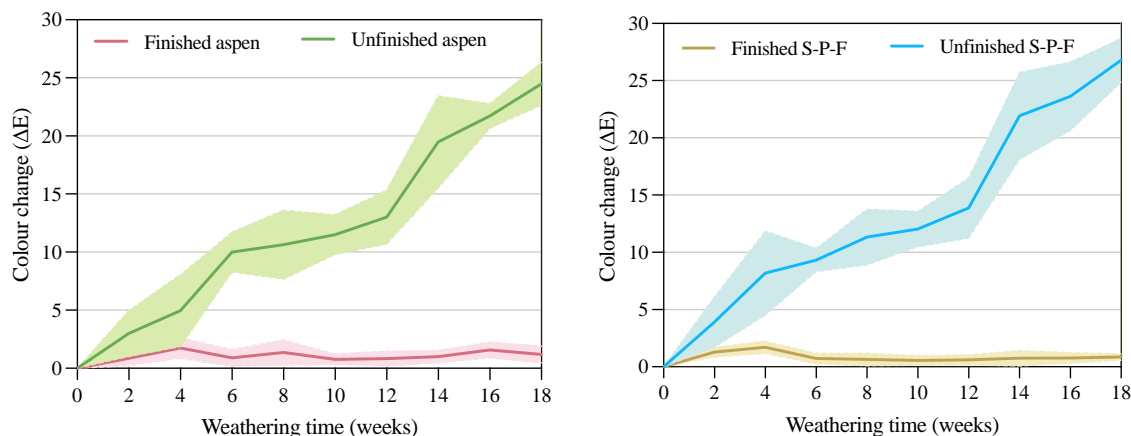 Finished aspen
Unfinished aspen
30
25
20
15
10
5
0
Colour change (ΔE)
0 2 4 6 8 10 12 14 16 18
Weathering time (weeks)
Finished S-P-F
Unfinished S-P-F
30
25
20
15
10
5
0
Colour change (ΔE)
0 2 4 6 8 10 12 14 16 18
Weathering time (weeks)